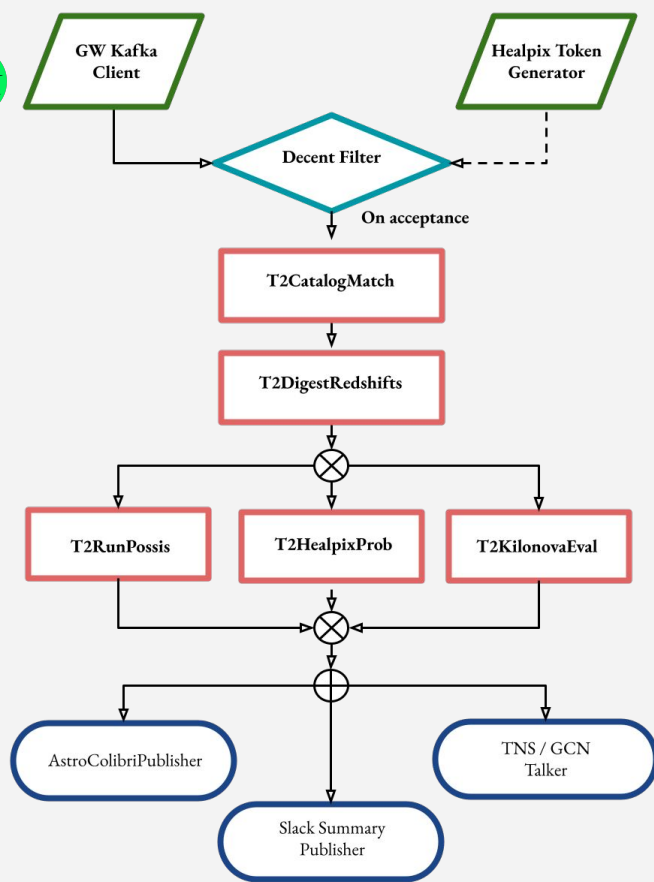 GW Kafka
Client
Healpix Token
Generator
Decent Filter
On acceptance
T2CatalogMatch
T2DigestRedshifts
T2RunPossis
T2HealpixProb
T2KilonovaEval
AstroColibriPublisher
TNS / GCN
Talker
Slack Summary
Publisher